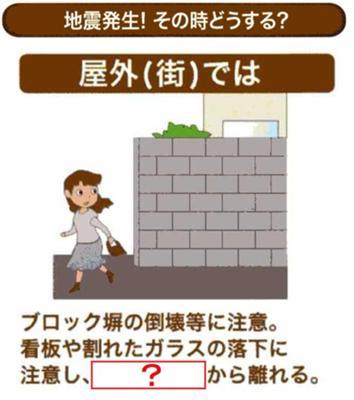 地震発生! その時どうする?
屋外(街)では
ブロック塀の倒壊等に注意。
看板や割れたガラスの落下に
注意し、?から離れる。